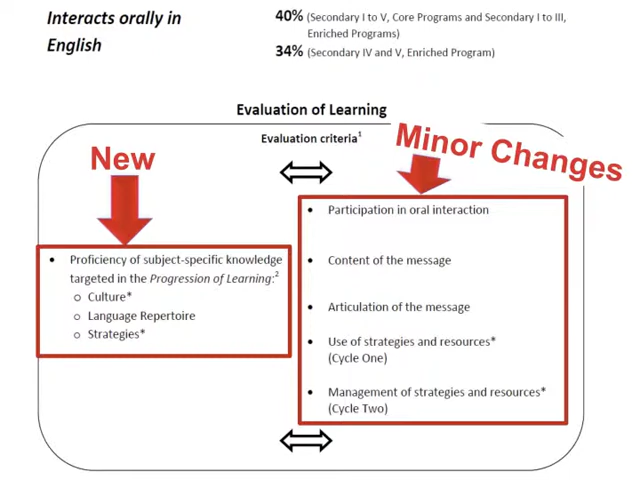 Interacts orally in
English
40% (Secondary I to V, Core Programs and Secondary I to III,
Enriched Programs)
34% (Secondary IV and V, Enriched Program)
Evaluation of Learning
Evaluation criteria¹
New
Minor Changes
• Proficiency of subject-specific knowledge
targeted in the Progression of Learning:²
o Culture*
o Language Repertoire
o Strategies*
• Participation in oral interaction
• Content of the message
• Articulation of the message
• Use of strategies and resources*
(Cycle One)
• Management of strategies and resources*
(Cycle Two)